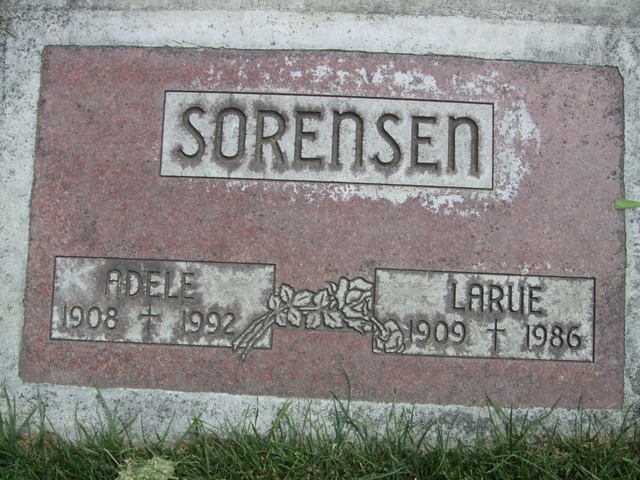 SORENSEN
ADELE
1908 † 1992
LARUE
1909 † 1986